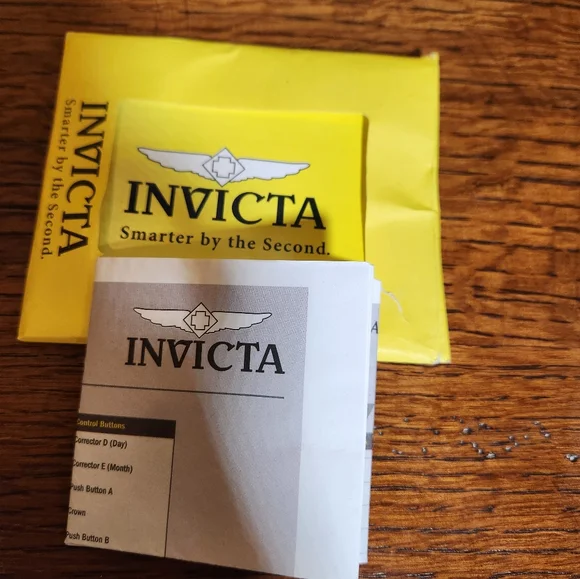 INVICTA
Smarter by the Second.
INVICTA
Smarter by the Second.
INVICTA
Control Buttons
Corrector D (Day)
Corrector E (Month)
Push Button A
Crown
Push Button B
A